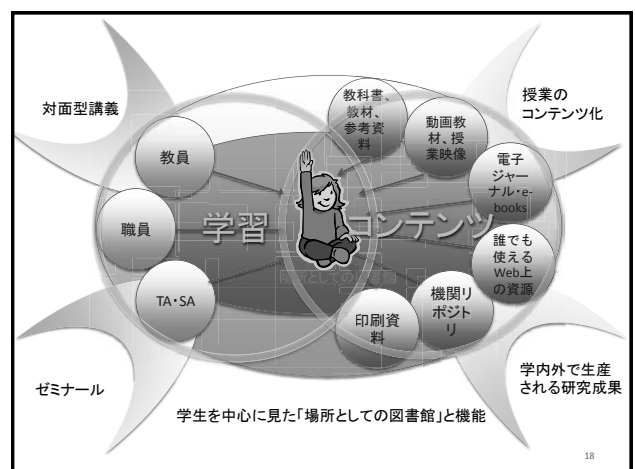 対面型講義
授業の
コンテンツ化
教科書、
教材、
参考資
料
動画教
材、授
業映像
教員
電子
ジャー
ナル・e-
books
職員
学習
コンテンツ
誰でも
使える
Web上
の資源
TA・SA
機関リ
ポジト
リ
印刷資
料
ゼミナール
学内外で生産
される研究成果
学生を中心に見た「場所としての図書館」と機能
18